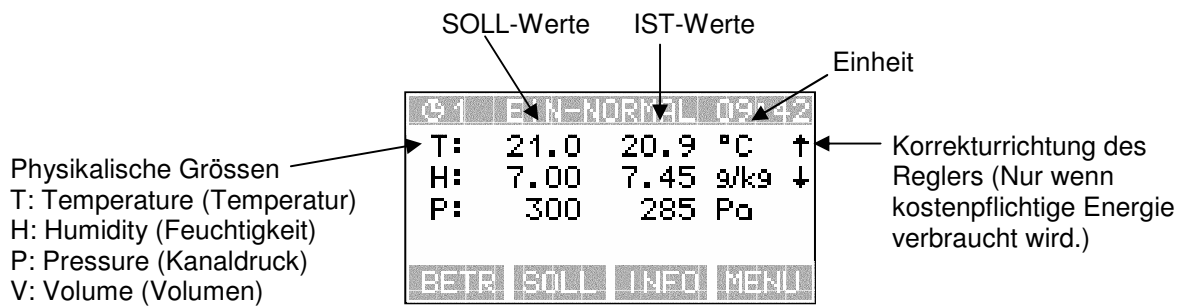 SOLL-Werte IST-Werte
Einheit
1 EIN-NORMAL 09:42
T: 21.0 20.9 °C ↑
H: 7.00 7.45 g/kg ↓
P: 300 285 Pa
BETR SOLL INFO MENU
Physikalische Grössen
T: Temperature (Temperatur)
H: Humidity (Feuchtigkeit)
P: Pressure (Kanaldruck)
V: Volume (Volumen)
Korrekturrichtung des
Reglers (Nur wenn
kostenpflichtige Energie
verbraucht wird.)